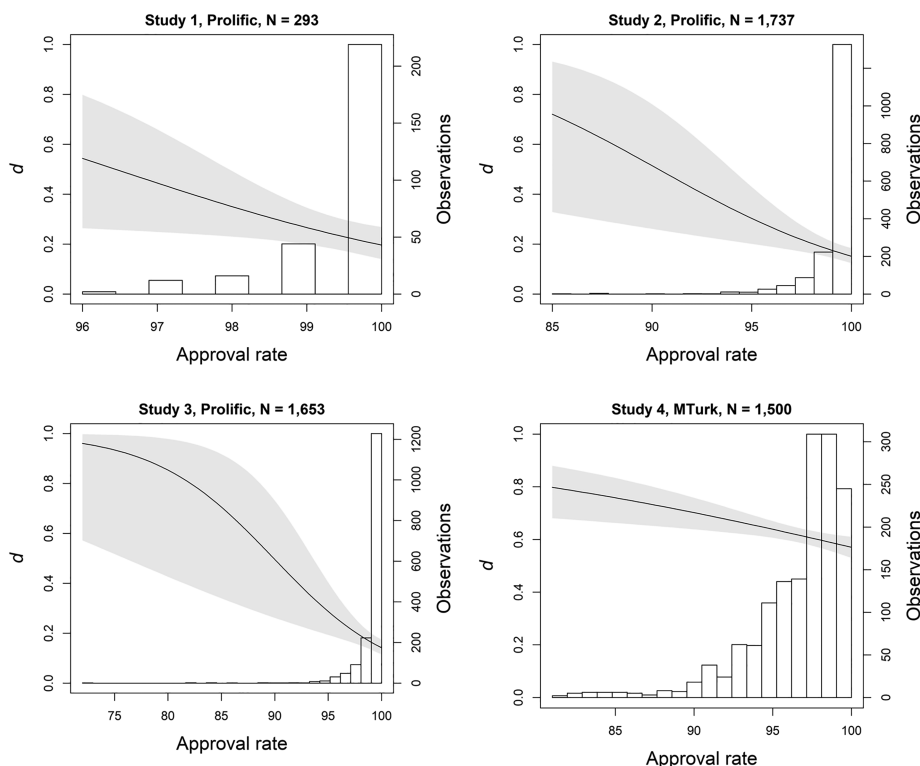 Study 1, Prolific, N = 293
1.0
0.8
0.6
0.4
0.2
0.0
d
200
150
100
50
0
Observations
96 97 98 99 100
Approval rate
Study 2, Prolific, N = 1,737
1.0
0.8
0.6
0.4
0.2
0.0
d
1000
800
600
400
200
0
Observations
85 90 95 100
Approval rate
Study 3, Prolific, N = 1,653
1.0
0.8
0.6
0.4
0.2
0.0
d
1200
1000
800
600
400
200
0
Observations
75 80 85 90 95 100
Approval rate
Study 4, MTurk, N = 1,500
1.0
0.8
0.6
0.4
0.2
0.0
d
300
250
200
150
100
50
0
Observations
85 90 95 100
Approval rate